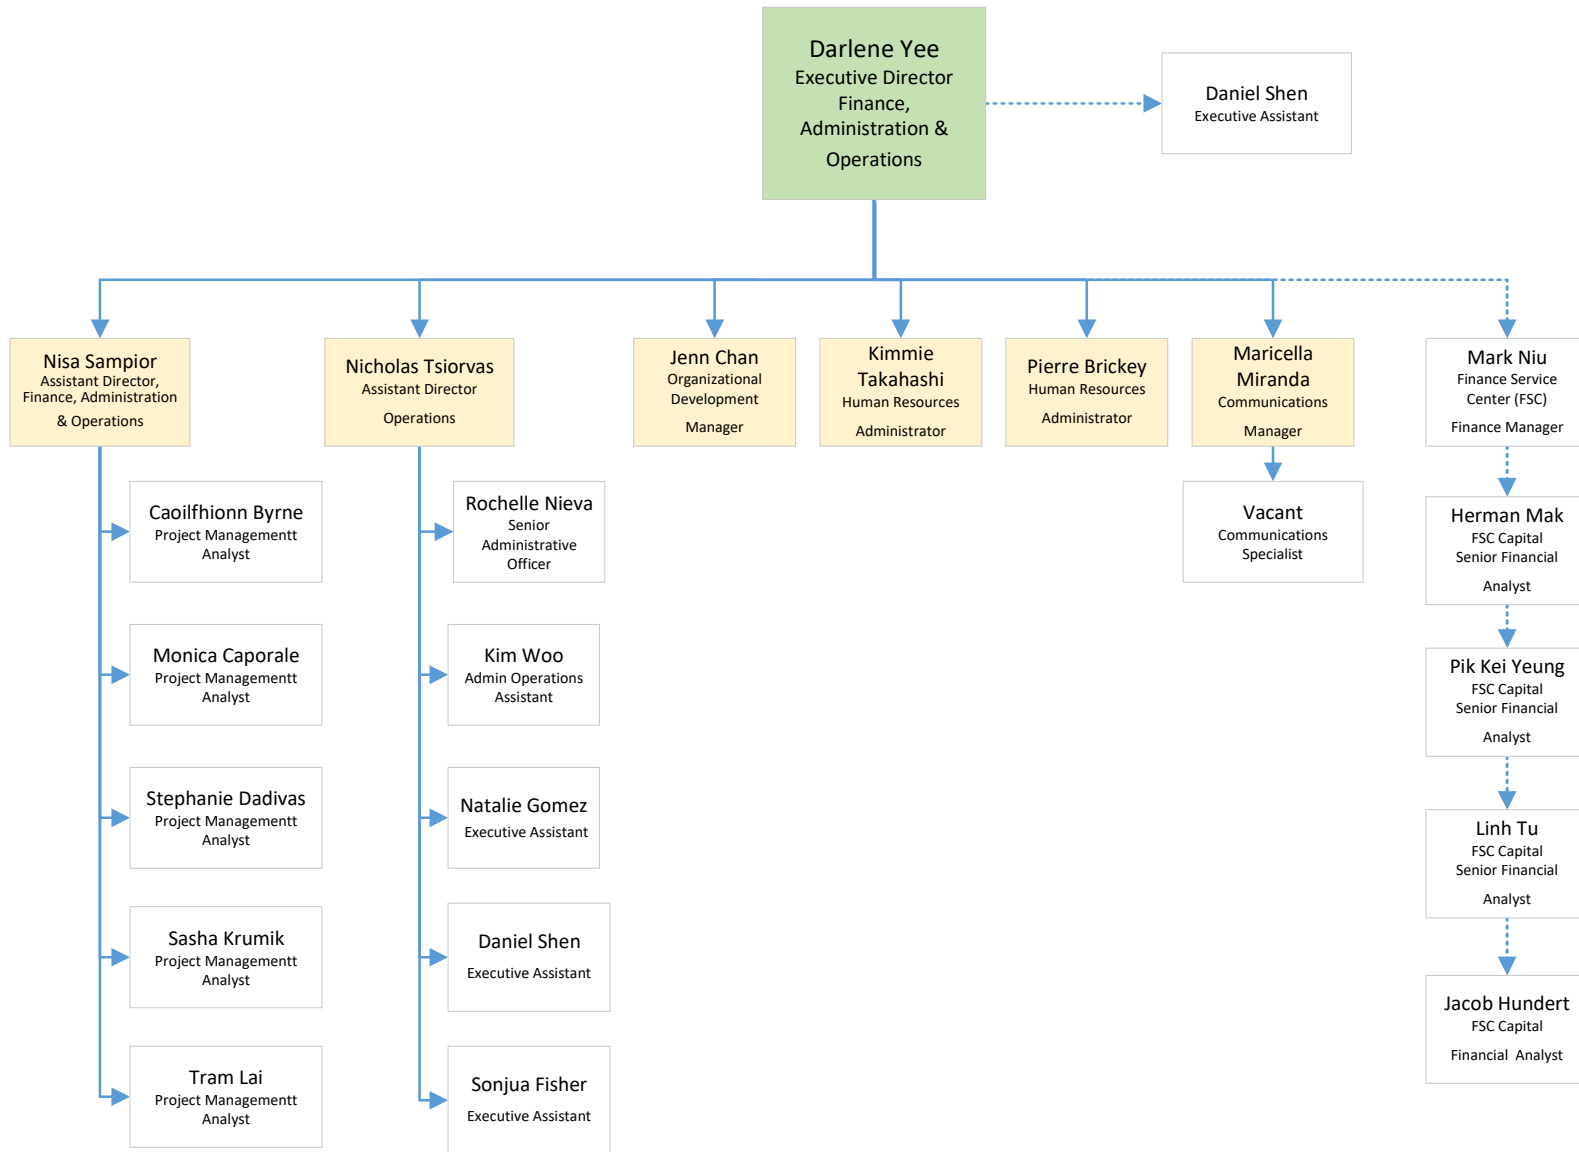 Darlene Yee
Executive Director
Finance,
Administration &
Operations
Daniel Shen
Executive Assistant
Nisa Sampior
Assistant Director,
Finance, Administration
& Operations
Nicholas Tsiorvas
Assistant Director
Operations
Jenn Chan
Organizational
Development
Manager
Kimmie
Takahashi
Human Resources
Administrator
Pierre Brickey
Human Resources
Administrator
Maricella
Miranda
Communications
Manager
Mark Niu
Finance Service
Center (FSC)
Finance Manager
Caoilfhionn Byrne
Project Managementt
Analyst
Monica Caporale
Project Managementt
Analyst
Stephanie Dadivas
Project Managementt
Analyst
Sasha Krumik
Project Managementt
Analyst
Tram Lai
Project Managementt
Analyst
Rochelle Nieva
Senior
Administrative
Officer
Kim Woo
Admin Operations
Assistant
Natalie Gomez
Executive Assistant
Daniel Shen
Executive Assistant
Sonjua Fisher
Executive Assistant
Vacant
Communications
Specialist
Herman Mak
FSC Capital
Senior Financial
Analyst
Pik Kei Yeung
FSC Capital
Senior Financial
Analyst
Linh Tu
FSC Capital
Senior Financial
Analyst
Jacob Hundert
FSC Capital
Financial Analyst